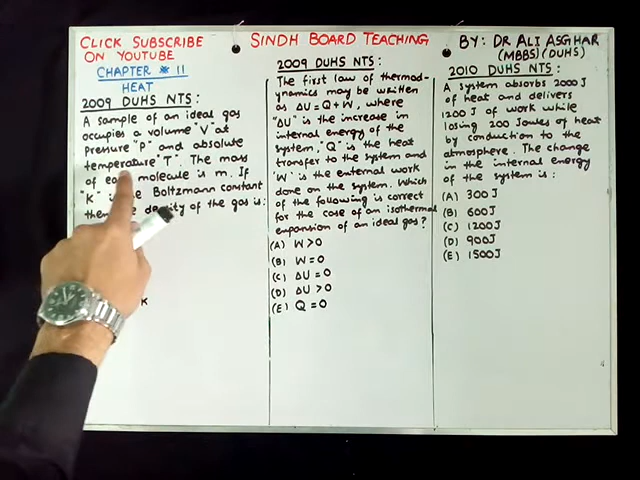 CLICK SUBSCRIBE
ON YOUTUBE
SINDH BOARD TEACHING
BY: DR ALI ASGHAR
(MBBS) (DUHS)
CHAPTER # 11
HEAT
2009 DUHS NTS:
A sample of an ideal gas
occupies a volume "V" at
pressure "P" and absolute
temperature "T". The mass
of molecule is m. If
"K" is Boltzmann Constant
the density of the gas is:
K
2009 DUHS NTS:
The first law of thermod-
ynamics may be written
as ΔU = Q + W, where
"ΔU" is the increase in
internal energy of the
system, "Q" is the heat
transfer to the system and
"W" is the external work
done on the system. Which
of the following is correct
for the case of an isothermal
expansion of an ideal gas?
(A) W > 0
(B) W = 0
(C) ΔU = 0
(D) ΔU > 0
(E) Q = 0
2010 DUHS NTS:
A system absorbs 2000 J
of heat and delivers
1200 J of work while
losing 200 Joules of heat
by conduction to the
atmosphere. The change
in the internal energy
of the system is:
(A) 300 J
(B) 600 J
(C) 1200 J
(D) 900 J
(E) 1500 J